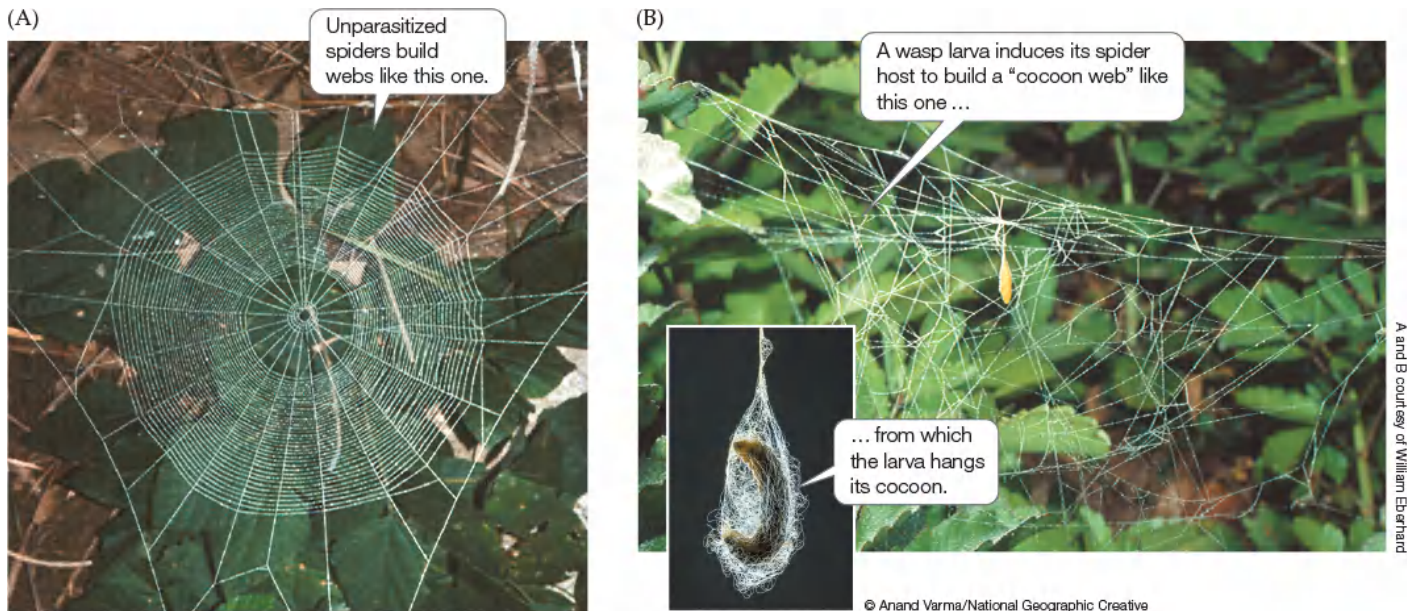 (A)
Unparasitized
spiders build
webs like this one.
(B)
A wasp larva induces its spider
host to build a “cocoon web” like
this one …
… from which
the larva hangs
its cocoon.
A and B courtesy of William Eberhard
© Anand Varma/National Geographic Creative